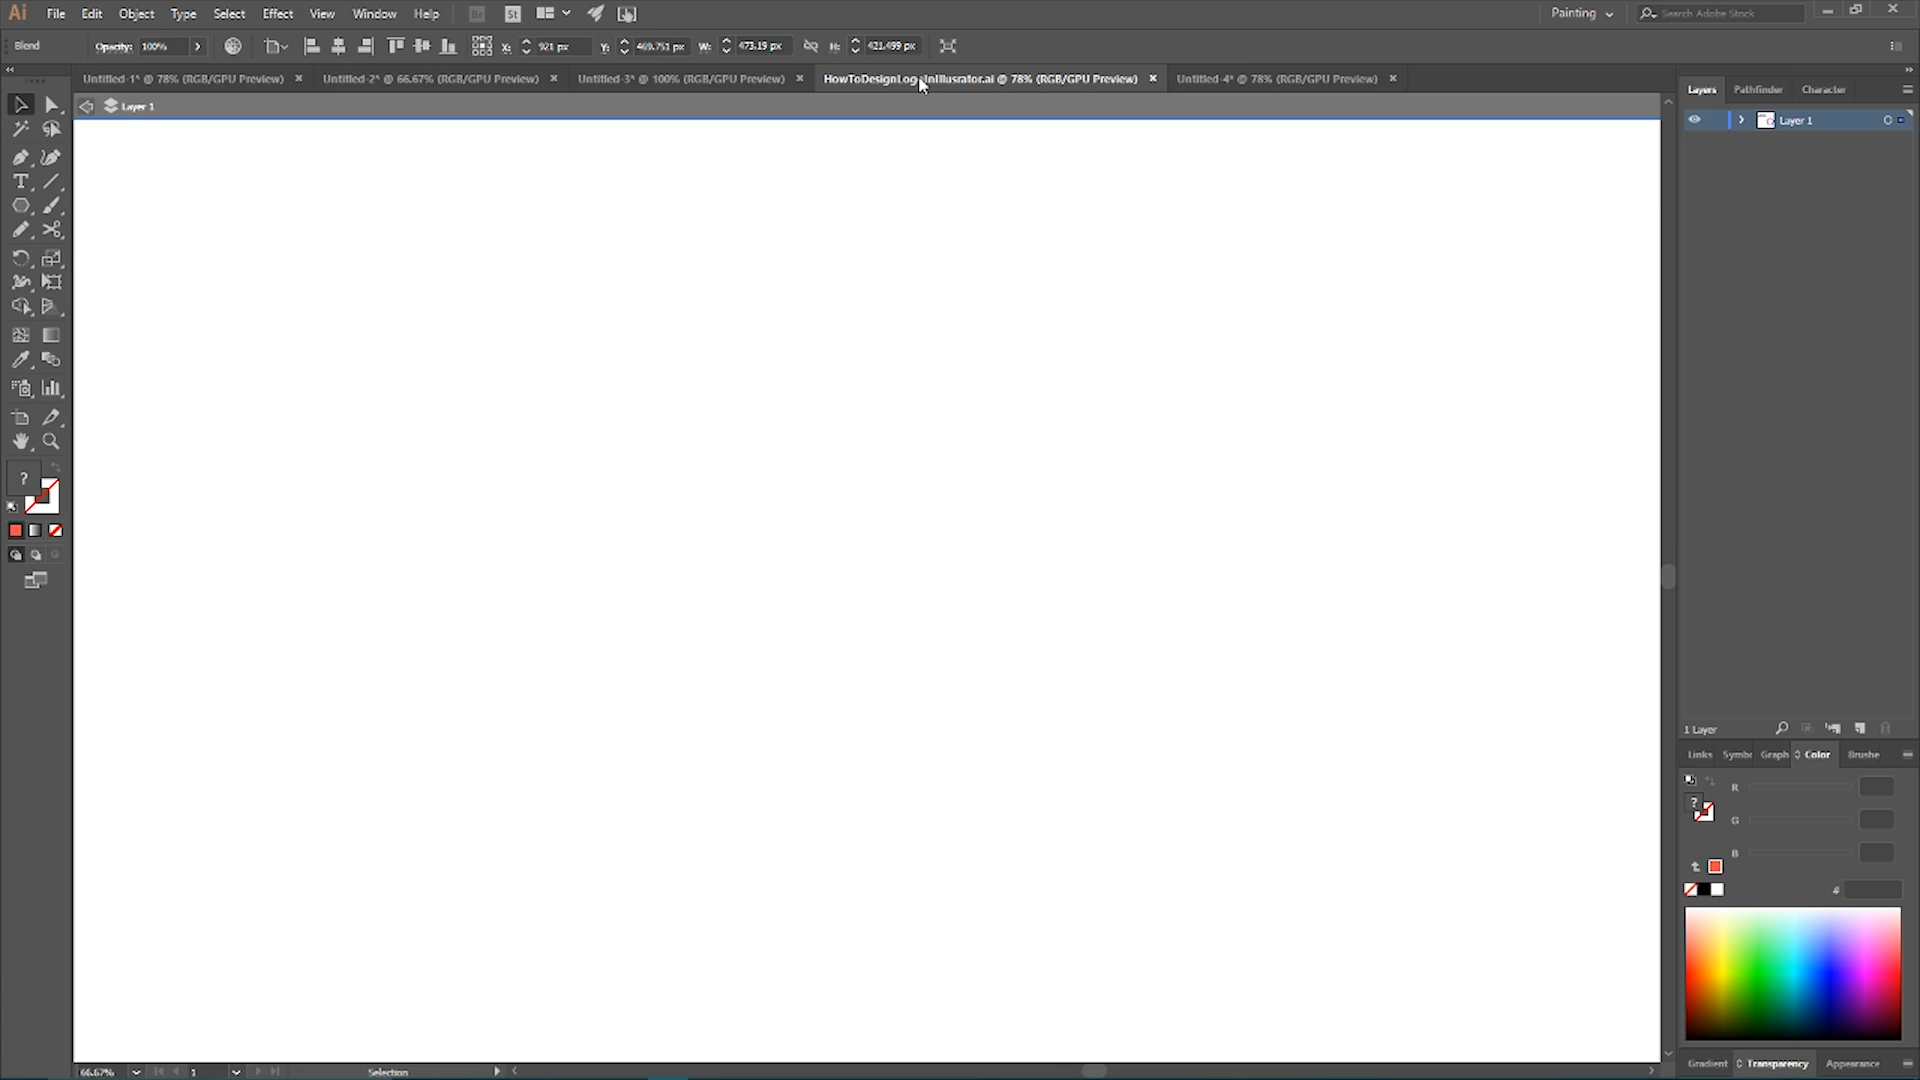 Ai File Edit Object Type Select Effect View Window Help Br St Painting Search Adobe Stock
Blend Opacity: 100% X: 921 px Y: 469.751 px W: 473.19 px H: 421.499 px
Untitled-1* @ 78% (RGB/GPU Preview) Untitled-2* @ 66.67% (RGB/GPU Preview) Untitled-3* @ 100% (RGB/GPU Preview) @ 78% (RGB/GPU Preview) Untitled-4* @ 78% (RGB/GPU Preview)
Layer 1
Layers Pathfinder Character
Layer 1
?
1 Layer
Links Symbc Graph Color Brushe
R
?
G
B
#
Gradient Transparency Appearance
66.67% 1 Selection